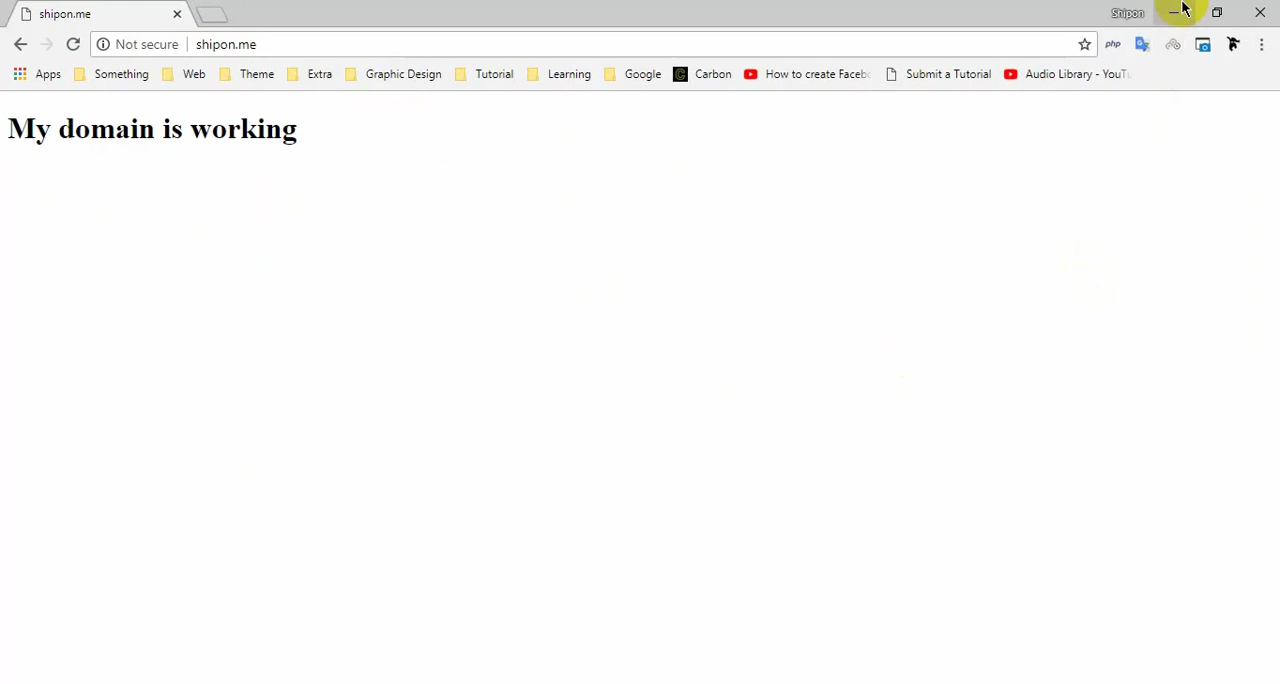 shipon.me
Shipon
Not secure shipon.me php
Apps Something Web Theme Extra Graphic Design Tutorial Learning Google Carbon How to create Faceb Submit a Tutorial Audio Library - YouTu
My domain is working